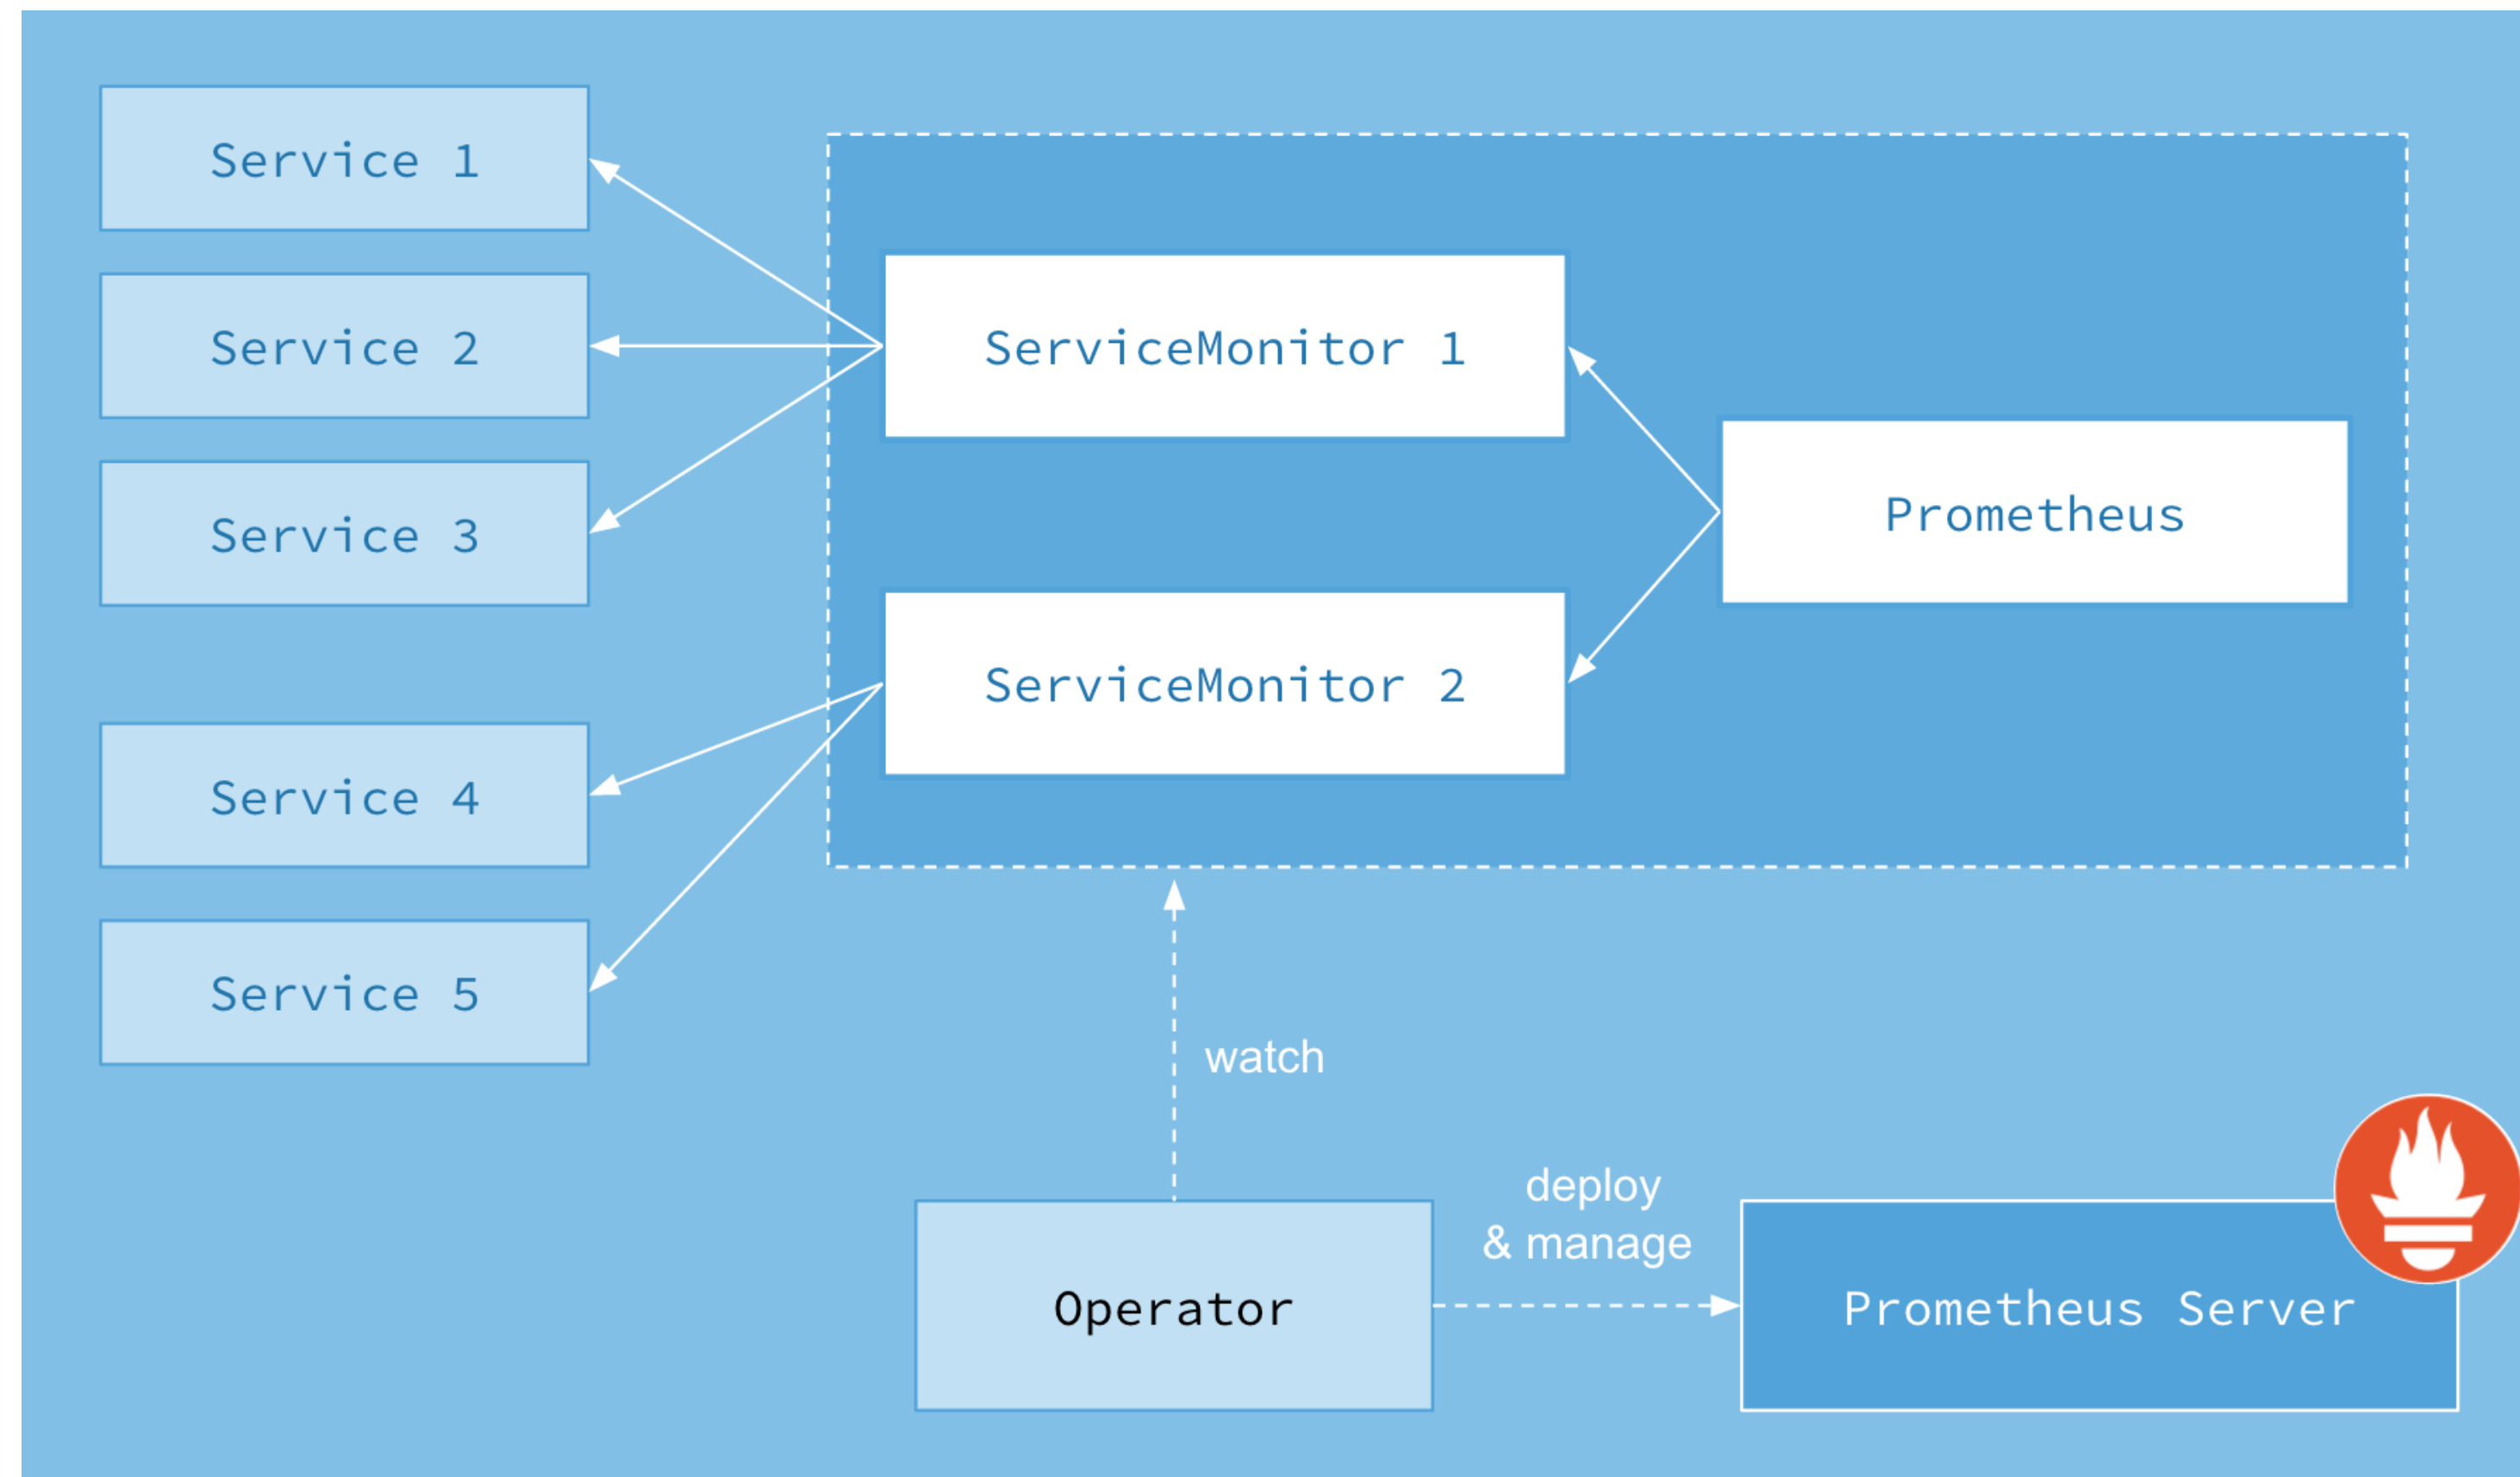 Service 1
Service 2
Service 3
Service 4
Service 5
ServiceMonitor 1
ServiceMonitor 2
Prometheus
watch
deploy
& manage
Operator
Prometheus Server